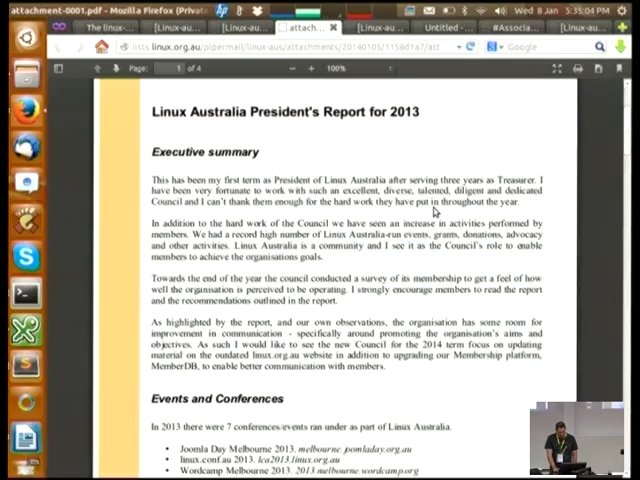 attachment-0001.pdf - Mozilla Firefox (Private
Wed 8 Jan 5:35:04 PM
The linux-...
[Linux-au...
[Linux-au...
attach...
[Linux-au...
Untitled - ...
#Associa...
[Linux-au...
lists.linux.org.au/pipermail/linux-aus/attachments/20140105/1158d1a7/att
Google
Page: 1 of 4
100%
Linux Australia President's Report for 2013
Executive summary
This has been my first term as President of Linux Australia after serving three years as Treasurer. I
have been very fortunate to work with such an excellent, diverse, talented, diligent and dedicated
Council and I can't thank them enough for the hard work they have put in throughout the year.
In addition to the hard work of the Council we have seen an increase in activities performed by
members. We had a record high number of Linux Australia-run events, grants, donations, advocacy
and other activities. Linux Australia is a community and I see it as the Council's role to enable
members to achieve the organisations goals.
Towards the end of the year the council conducted a survey of its membership to get a feel of how
well the organisation is perceived to be operating. I strongly encourage members to read the report
and the recommendations outlined in the report.
As highlighted by the report, and our own observations, the organisation has some room for
improvement in communication - specifically around promoting the organisation's aims and
objectives. As such I would like to see the new Council for the 2014 term focus on updating
material on the outdated linux.org.au website in addition to upgrading our Membership platform,
MemberDB, to enable better communication with members.
Events and Conferences
In 2013 there were 7 conferences/events ran under as part of Linux Australia.
• Joomla Day Melbourne 2013. melbourne.joomladay.org.au
• linux.conf.au 2013. lca2013.linux.org.au
• Wordcamp Melbourne 2013. 2013.melbourne.wordcamp.org